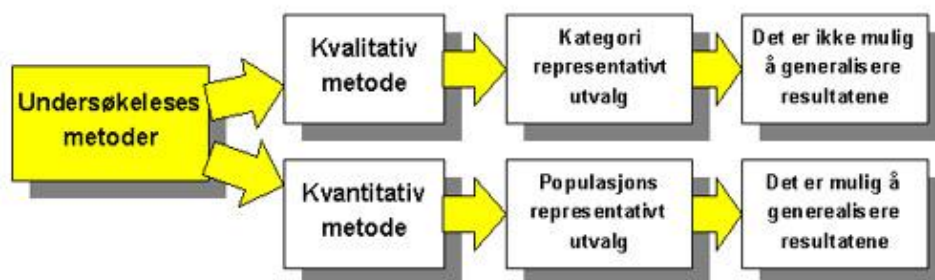 Undersøkeleses
metoder
Kvalitativ
metode
Kategori
representativt
utvalg
Det er ikke mulig
å generalisere
resultatene
Kvantitativ
metode
Populasjons
representativt
utvalg
Det er mulig å
generealisere
resultatene